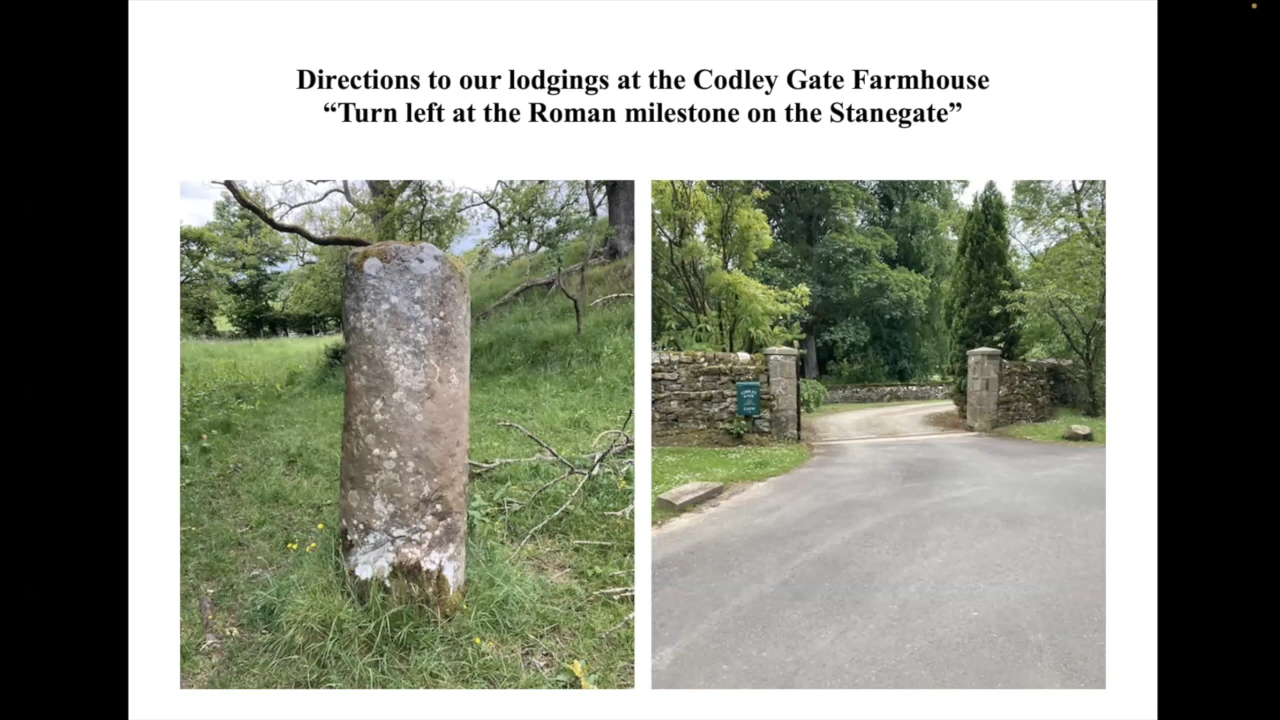 Directions to our lodgings at the Codley Gate Farmhouse
“Turn left at the Roman milestone on the Stanegate”